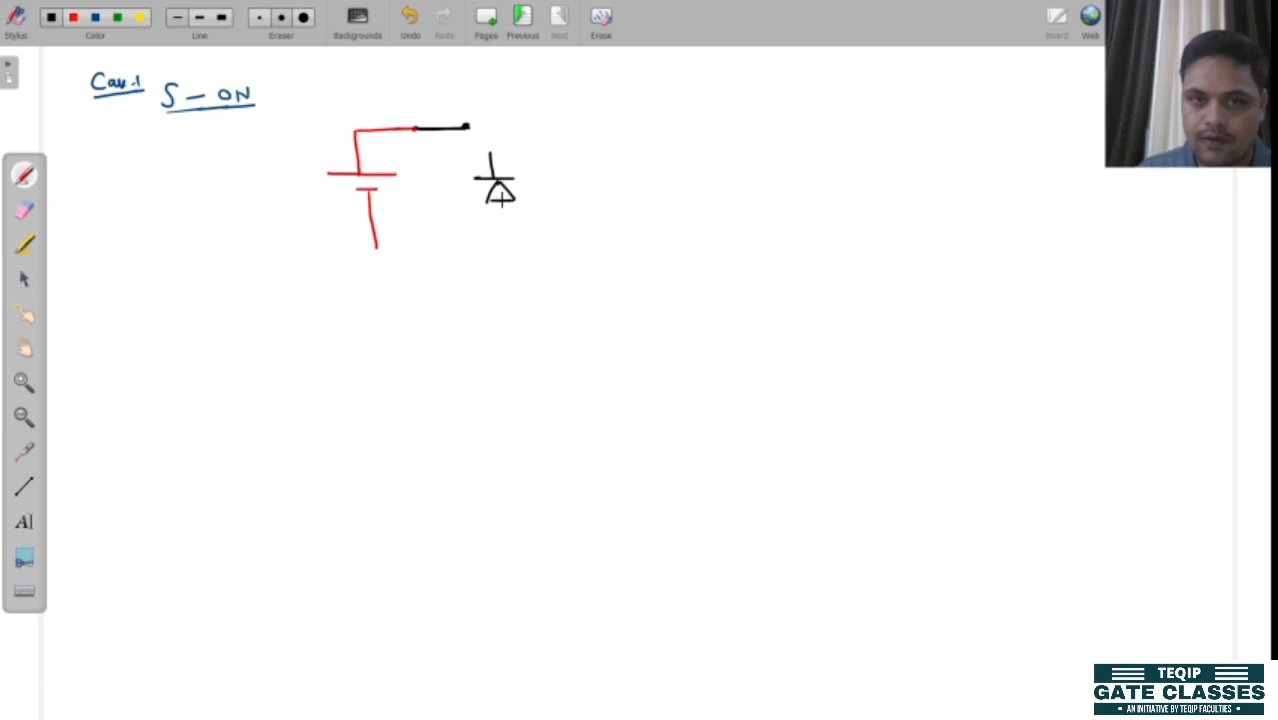 Stylus
Color
Line
Eraser
Backgrounds
Undo
Redo
Pages
Previous
Next
Erase
Board
Web
Case-1 S - ON
AI
TEQIP
GATE CLASSES
• AN INITIATIVE BY TEQIP FACULTIES •